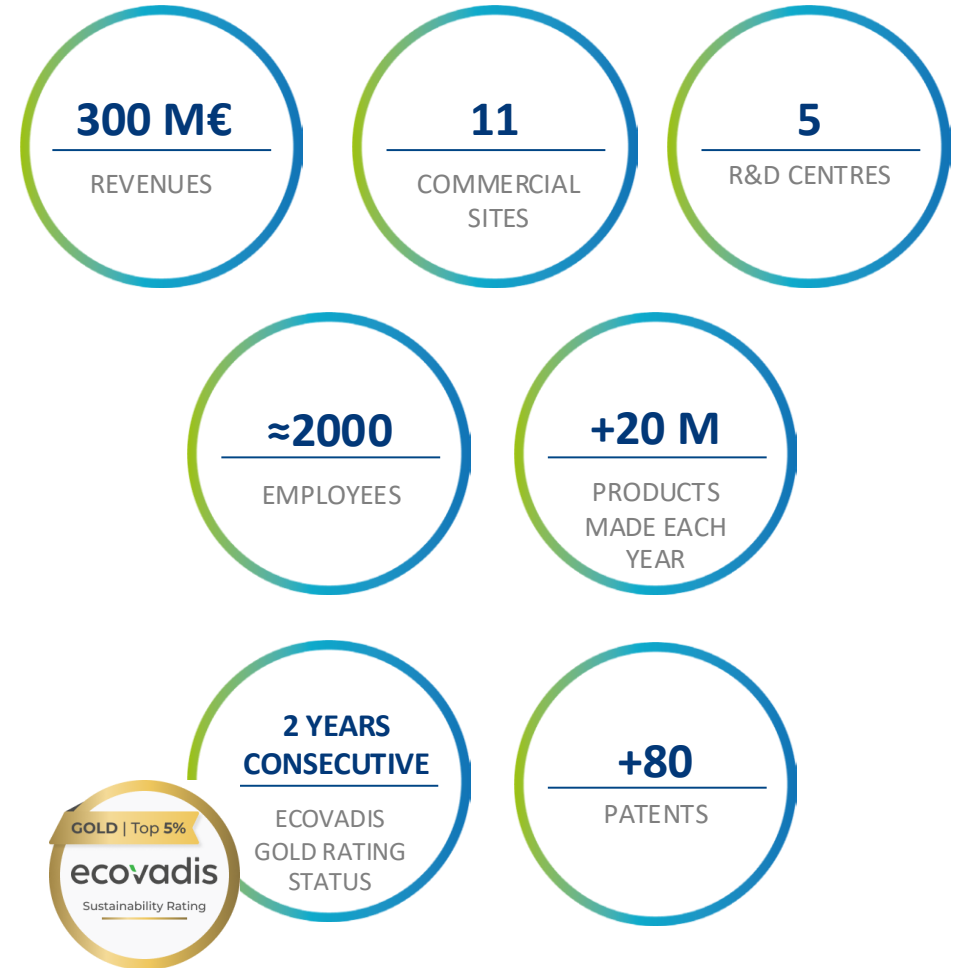 300 M€
REVENUES
11
COMMERCIAL
SITES
5
R&D CENTRES
≈2000
EMPLOYEES
+20 M
PRODUCTS
MADE EACH
YEAR
2 YEARS
CONSECUTIVE
ECOVADIS
GOLD RATING
STATUS
GOLD | Top 5%
ecovadis
Sustainability Rating
+80
PATENTS